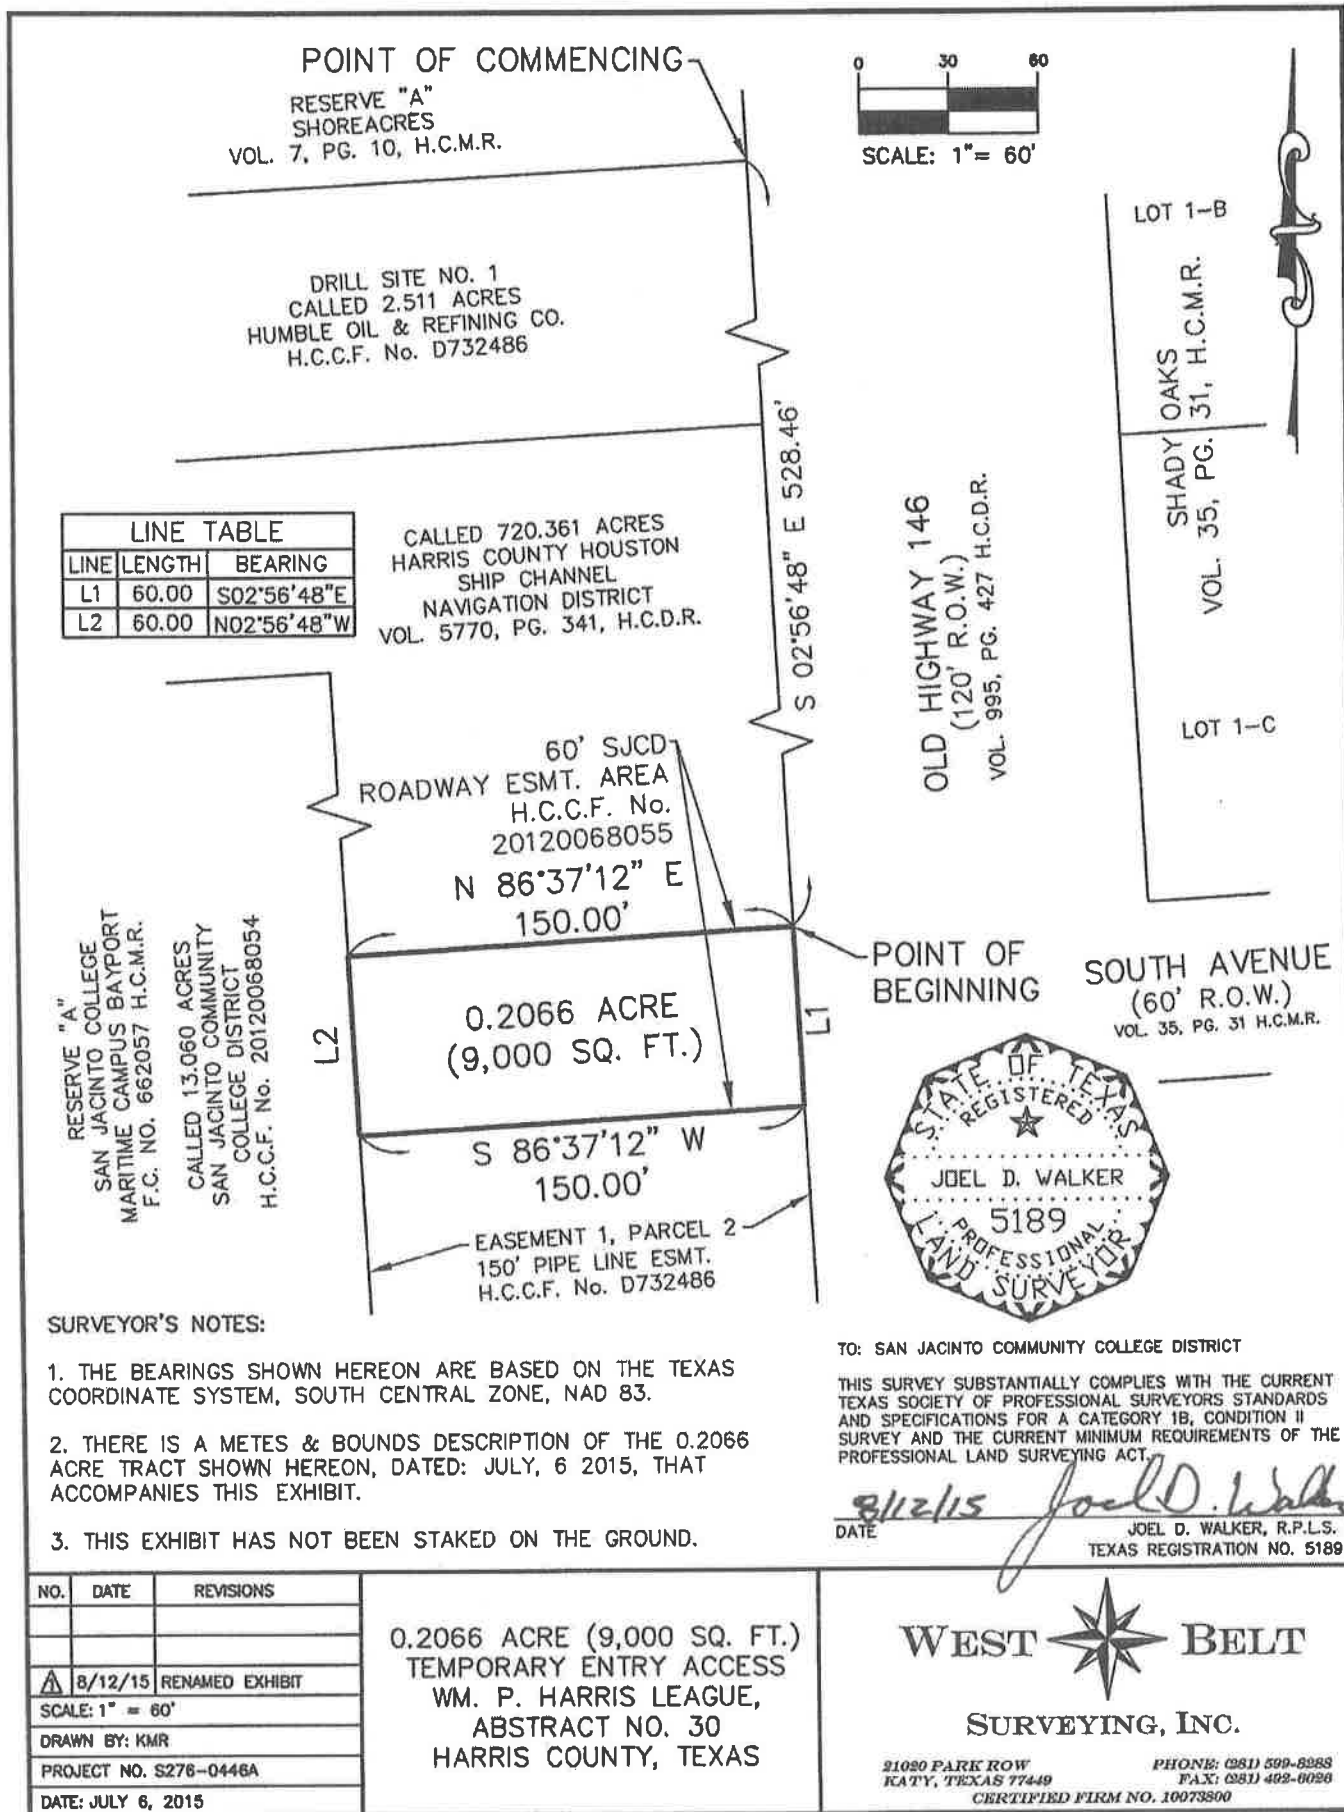 POINT OF COMMENCING
RESERVE "A"
SHOREACRES
VOL. 7, PG. 10, H.C.M.R.
0 30 60
SCALE: 1"= 60'
LOT 1-B
DRILL SITE NO. 1
CALLED 2.511 ACRES
HUMBLE OIL & REFINING CO.
H.C.C.F. No. D732486
SHADY OAKS
VOL. 35, PG. 31, H.C.M.R.
S 02°56'48" E 528.46'
LINE TABLE
LINE LENGTH BEARING
L1 60.00 S02°56'48"E
L2 60.00 N02°56'48"W
CALLED 720.361 ACRES
HARRIS COUNTY HOUSTON
SHIP CHANNEL
NAVIGATION DISTRICT
VOL. 5770, PG. 341, H.C.D.R.
OLD HIGHWAY 146
(120' R.O.W.)
VOL. 995, PG. 427 H.C.D.R.
LOT 1-C
60' SJCD
ROADWAY ESMT. AREA
H.C.C.F. No.
20120068055
N 86°37'12" E
150.00'
RESERVE "A"
SAN JACINTO COLLEGE
MARITIME CAMPUS BAYPORT
F.C. NO. 662057 H.C.M.R.
CALLED 13.060 ACRES
SAN JACINTO COMMUNITY
COLLEGE DISTRICT
H.C.C.F. No. 20120068054
L2
0.2066 ACRE
(9,000 SQ. FT.)
L1
POINT OF
BEGINNING
SOUTH AVENUE
(60' R.O.W.)
VOL. 35, PG. 31 H.C.M.R.
S 86°37'12" W
150.00'
EASEMENT 1, PARCEL 2
150' PIPE LINE ESMT.
H.C.C.F. No. D732486
STATE OF TEXAS
REGISTERED
JOEL D. WALKER
5189
PROFESSIONAL
LAND SURVEYOR
SURVEYOR'S NOTES:
1. THE BEARINGS SHOWN HEREON ARE BASED ON THE TEXAS
COORDINATE SYSTEM, SOUTH CENTRAL ZONE, NAD 83.
2. THERE IS A METES & BOUNDS DESCRIPTION OF THE 0.2066
ACRE TRACT SHOWN HEREON, DATED: JULY, 6 2015, THAT
ACCOMPANIES THIS EXHIBIT.
3. THIS EXHIBIT HAS NOT BEEN STAKED ON THE GROUND.
TO: SAN JACINTO COMMUNITY COLLEGE DISTRICT
THIS SURVEY SUBSTANTIALLY COMPLIES WITH THE CURRENT
TEXAS SOCIETY OF PROFESSIONAL SURVEYORS STANDARDS
AND SPECIFICATIONS FOR A CATEGORY 1B, CONDITION II
SURVEY AND THE CURRENT MINIMUM REQUIREMENTS OF THE
PROFESSIONAL LAND SURVEYING ACT.
8/12/15 Joel D. Walker
DATE
JOEL D. WALKER, R.P.L.S.
TEXAS REGISTRATION NO. 5189
NO. DATE REVISIONS
1 8/12/15 RENAMED EXHIBIT
SCALE: 1" = 60'
DRAWN BY: KMR
PROJECT NO. S276-0446A
DATE: JULY 6, 2015
0.2066 ACRE (9,000 SQ. FT.)
TEMPORARY ENTRY ACCESS
WM. P. HARRIS LEAGUE,
ABSTRACT NO. 30
HARRIS COUNTY, TEXAS
WEST BELT
SURVEYING, INC.
21020 PARK ROW
KATY, TEXAS 77449
PHONE: (281) 599-8288
FAX: (281) 492-6026
CERTIFIED FIRM NO. 10073800